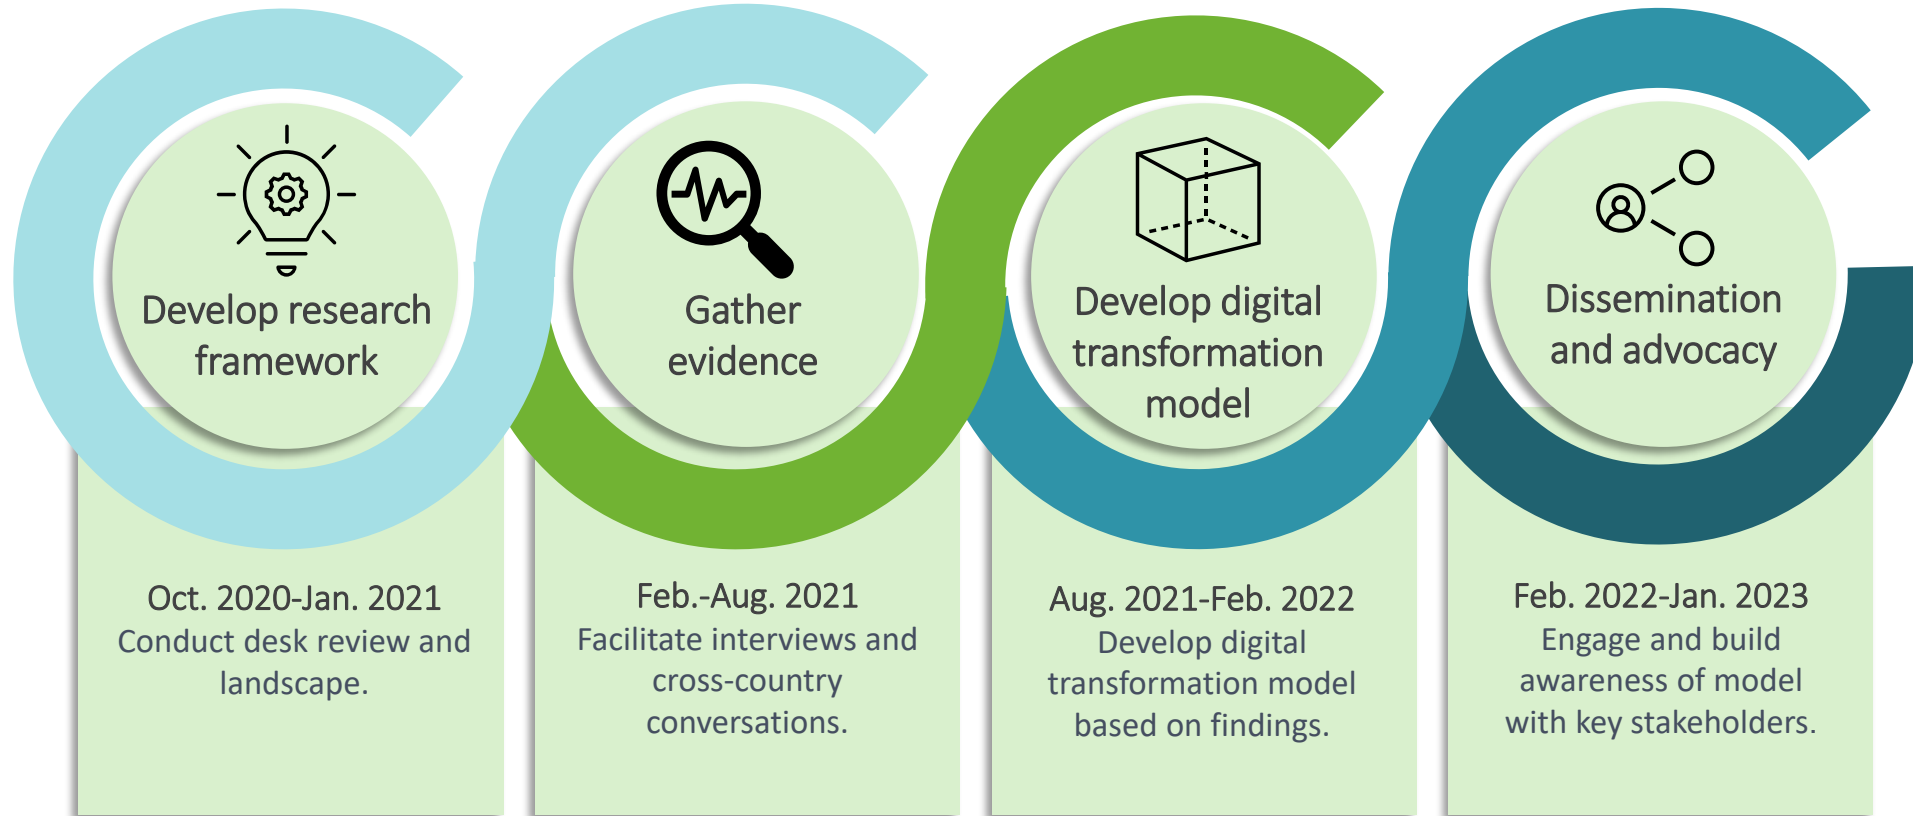 Develop research
framework
Gather
evidence
Develop digital
transformation
model
Dissemination
and advocacy
Oct. 2020-Jan. 2021
Conduct desk review and
landscape.
Feb.-Aug. 2021
Facilitate interviews and
cross-country
conversations.
Aug. 2021-Feb. 2022
Develop digital
transformation model
based on findings.
Feb. 2022-Jan. 2023
Engage and build
awareness of model
with key stakeholders.